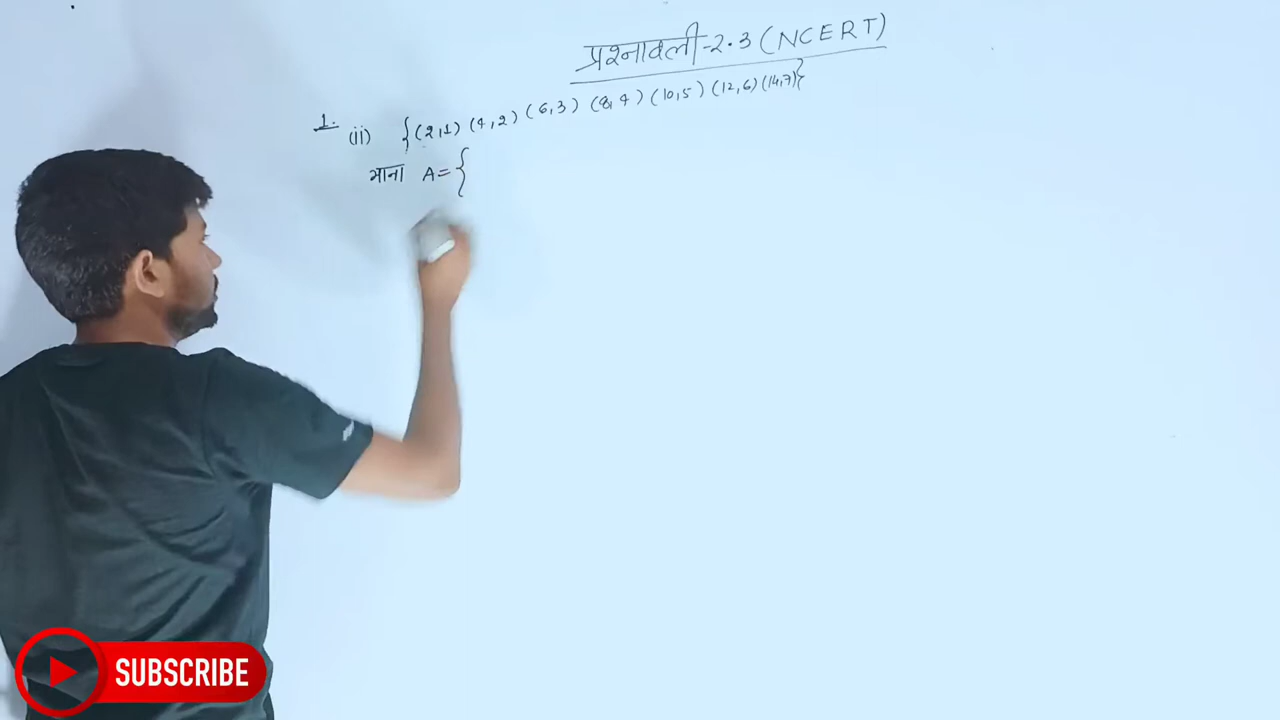 प्रश्नावली-2.3 (NCERT)
1. (ii) {(2,1) (4,2) (6,3) (8,4) (10,5) (12,6) (14,7)}
माना A={
SUBSCRIBE